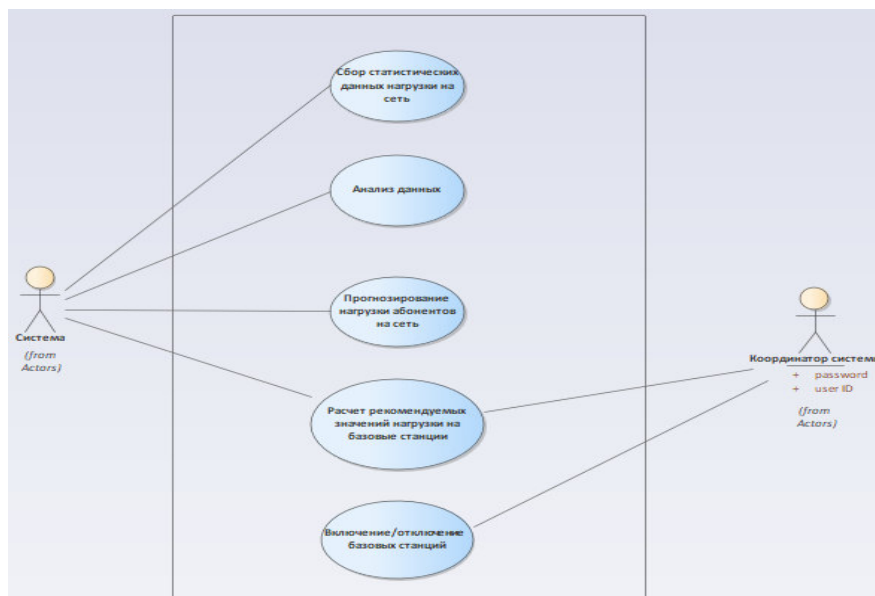 Сбор статистических
данных нагрузки на
сеть
Анализ данных
Прогнозирование
нагрузки абонентов
на сеть
Система
(from
Actors)
Координатор систем
+ password
+ user ID
(from
Actors)
Расчет рекомендуемых
значений нагрузки на
базовые станции
Включение/отключение
базовых станций